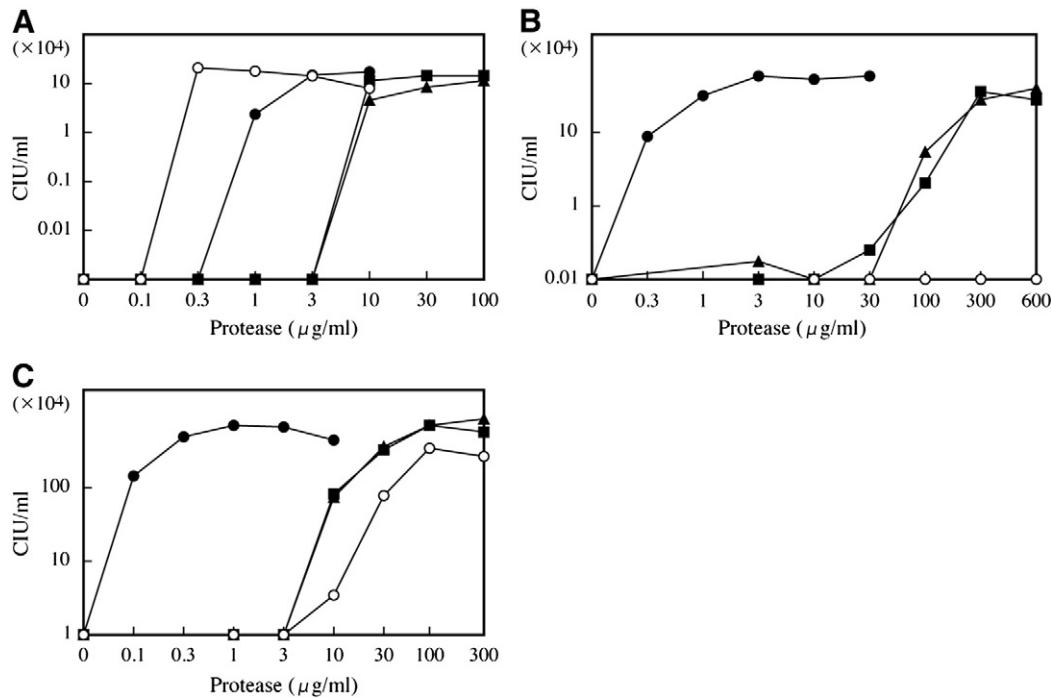 A
(×10⁴)
10
1
0.1
0.01
CIU/ml
0 0.1 0.3 1 3 10 30 100
Protease (μg/ml)
B
(×10⁴)
10
1
0.01
CIU/ml
0 0.3 1 3 10 30 100 300 600
Protease (μg/ml)
C
(×10⁴)
100
10
1
CIU/ml
0 0.1 0.3 1 3 10 30 100 300
Protease (μg/ml)